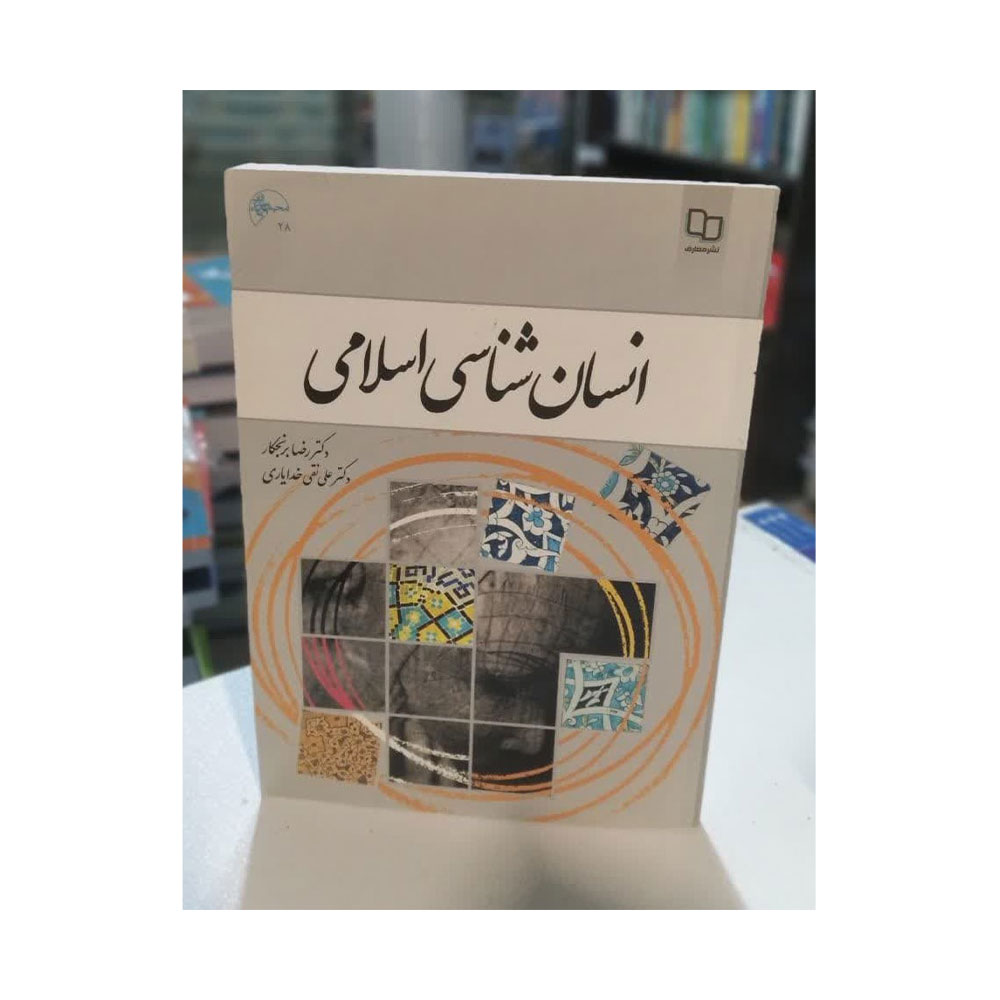 نشر معارف
۲۸
انسان شناسی اسلامی
دکتر رضا برنجکار
دکتر علی نقی خدایاری